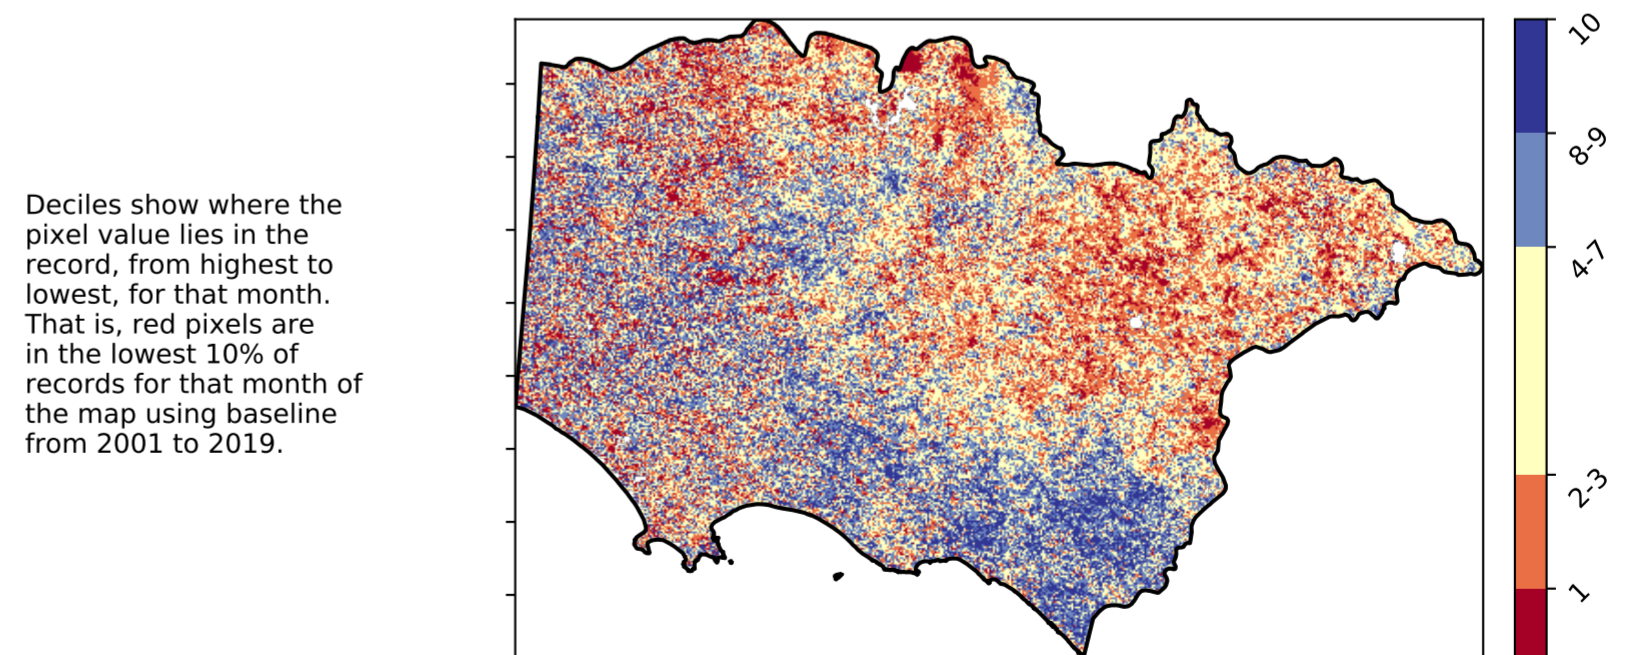 Deciles show where the
pixel value lies in the
record, from highest to
lowest, for that month.
That is, red pixels are
in the lowest 10% of
records for that month of
the map using baseline
from 2001 to 2019.
10
8-9
4-7
2-3
1